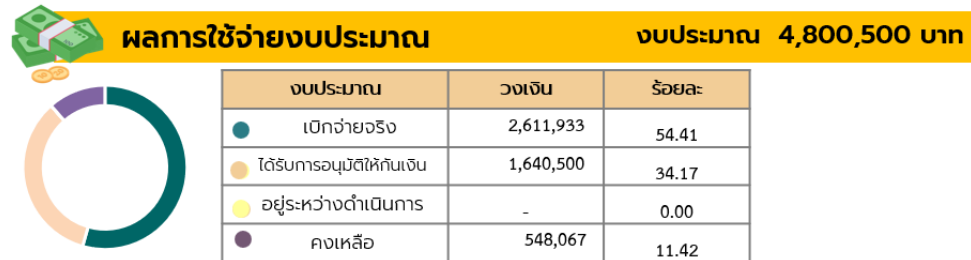 ผลการใช้จ่ายงบประมาณ งบประมาณ 4,800,500 บาท
งบประมาณ วงเงิน ร้อยละ
เบิกจ่ายจริง 2,611,933 54.41
ได้รับการอนุมัติให้กันเงิน 1,640,500 34.17
อยู่ระหว่างดำเนินการ - 0.00
คงเหลือ 548,067 11.42